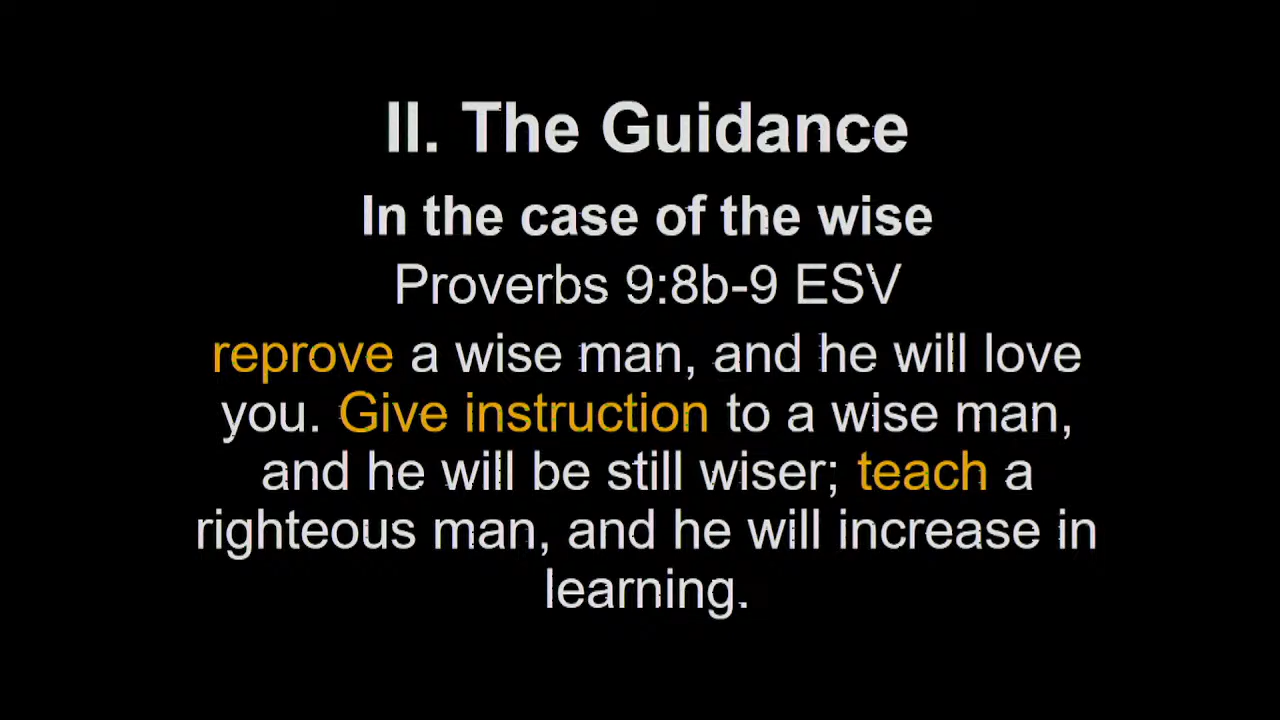 II. The Guidance
In the case of the wise
Proverbs 9:8b-9 ESV
reprove a wise man, and he will love
you. Give instruction to a wise man,
and he will be still wiser; teach a
righteous man, and he will increase in
learning.